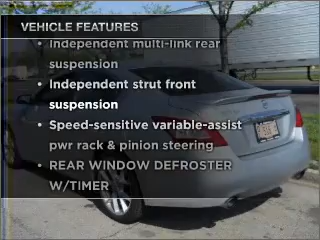 VEHICLE FEATURES
• Independent multi-link rear
suspension
• Independent strut front
suspension
• Speed-sensitive variable-assist
pwr rack & pinion steering
• REAR WINDOW DEFROSTER
W/TIMER